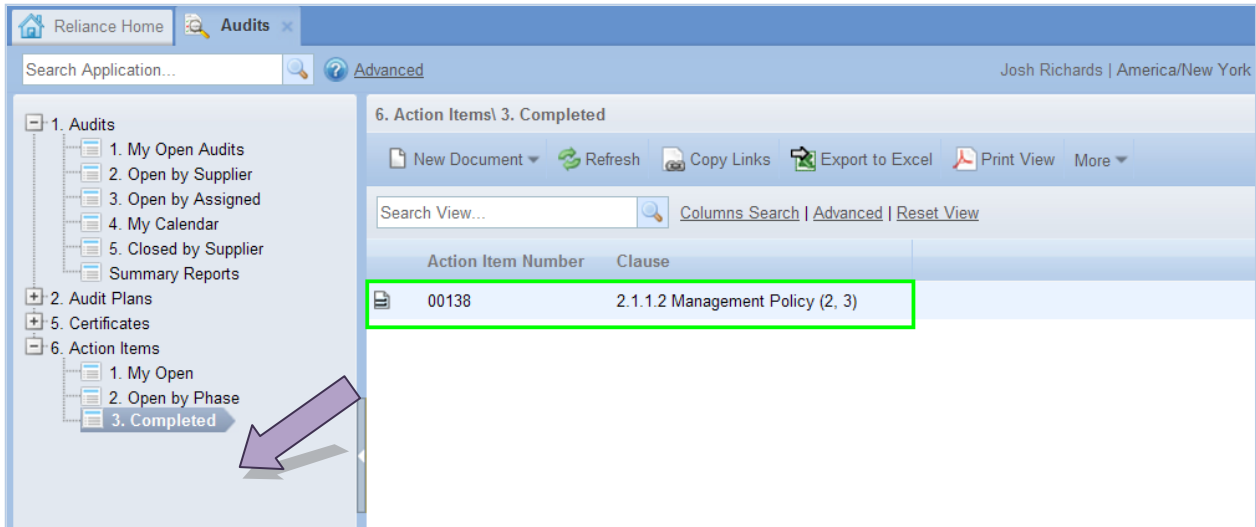 Reliance Home Audits ×
Search Application... Advanced Josh Richards | America/New York
1. Audits
1. My Open Audits
2. Open by Supplier
3. Open by Assigned
4. My Calendar
5. Closed by Supplier
Summary Reports
2. Audit Plans
5. Certificates
6. Action Items
1. My Open
2. Open by Phase
3. Completed
6. Action Items\ 3. Completed
New Document Refresh Copy Links Export to Excel Print View More
Search View... Columns Search | Advanced | Reset View
Action Item Number Clause
00138 2.1.1.2 Management Policy (2, 3)